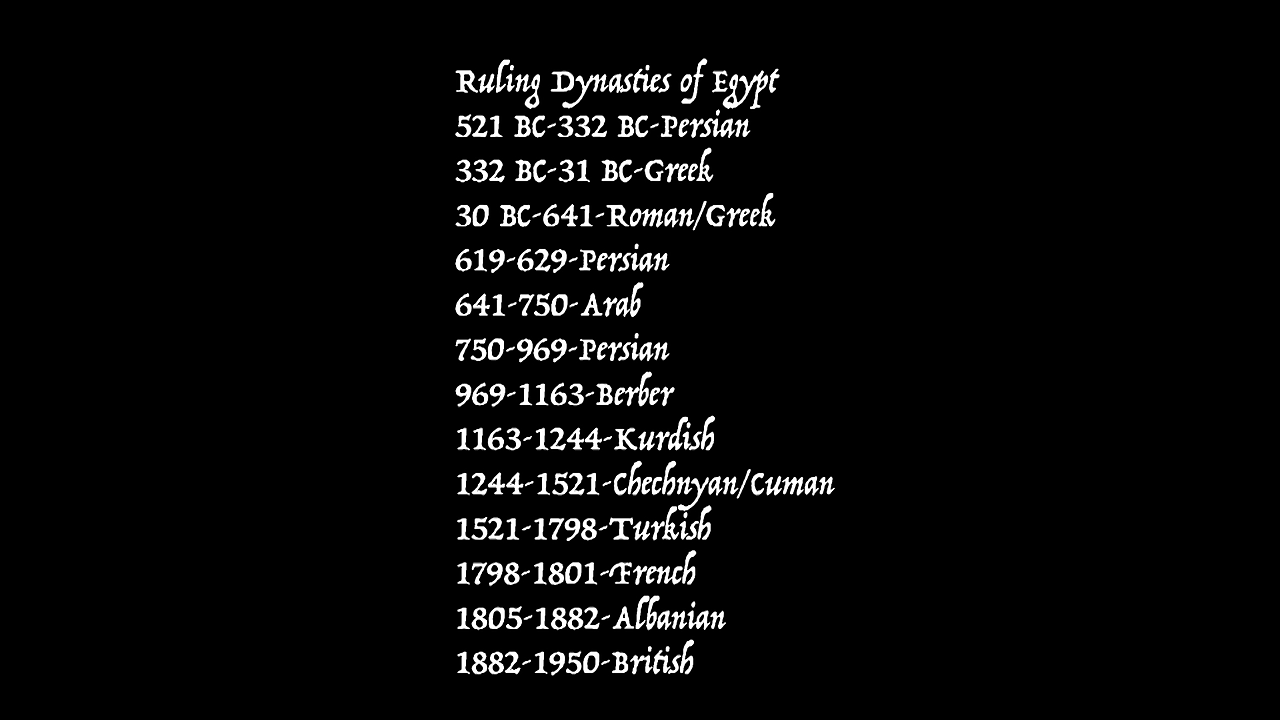 Ruling Dynasties of Egypt
521 BC-332 BC-Persian
332 BC-31 BC-Greek
30 BC-641-Roman/Greek
619-629-Persian
641-750-Arab
750-969-Persian
969-1163-Berber
1163-1244-Kurdish
1244-1521-Chechnyan/Cuman
1521-1798-Turkish
1798-1801-French
1805-1882-Albanian
1882-1950-British